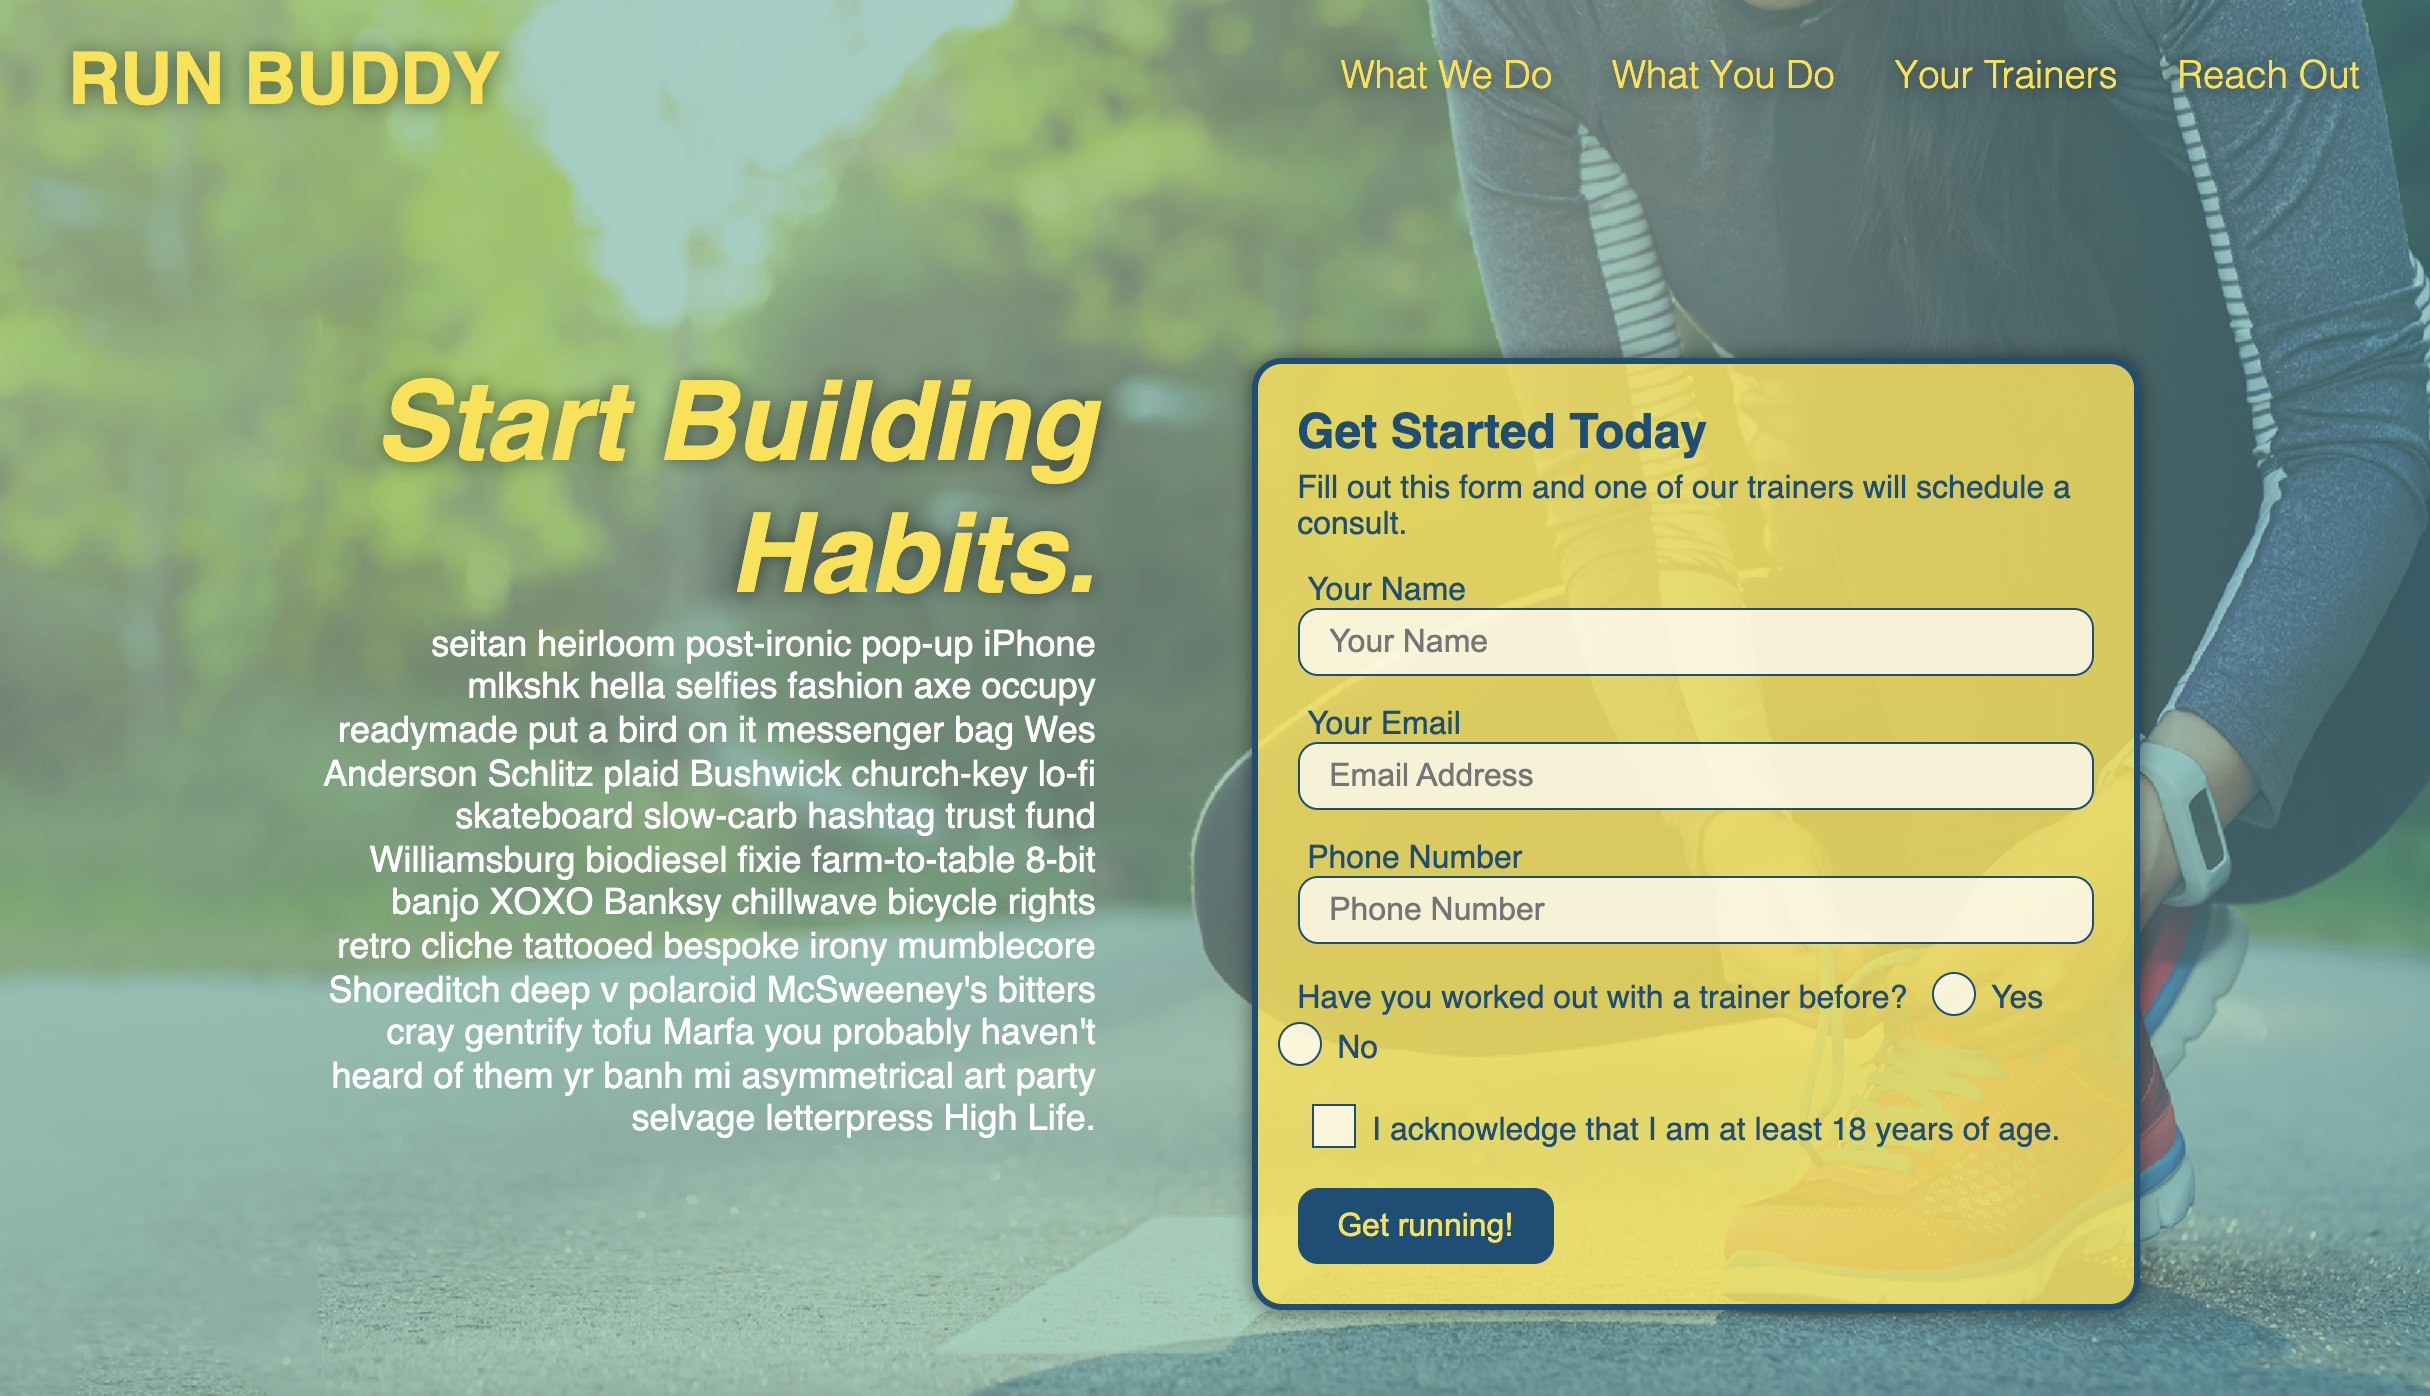 RUN BUDDY
What We Do What You Do Your Trainers Reach Out
Start Building
Habits.
seitan heirloom post-ironic pop-up iPhone
mlkshk hella selfies fashion axe occupy
readymade put a bird on it messenger bag Wes
Anderson Schlitz plaid Bushwick church-key lo-fi
skateboard slow-carb hashtag trust fund
Williamsburg biodiesel fixie farm-to-table 8-bit
banjo XOXO Banksy chillwave bicycle rights
retro cliche tattooed bespoke irony mumblecore
Shoreditch deep v polaroid McSweeney's bitters
cray gentrify tofu Marfa you probably haven't
heard of them yr banh mi asymmetrical art party
selvage letterpress High Life.
Get Started Today
Fill out this form and one of our trainers will schedule a
consult.
Your Name
Your Name
Your Email
Email Address
Phone Number
Phone Number
Have you worked out with a trainer before? Yes
No
I acknowledge that I am at least 18 years of age.
Get running!